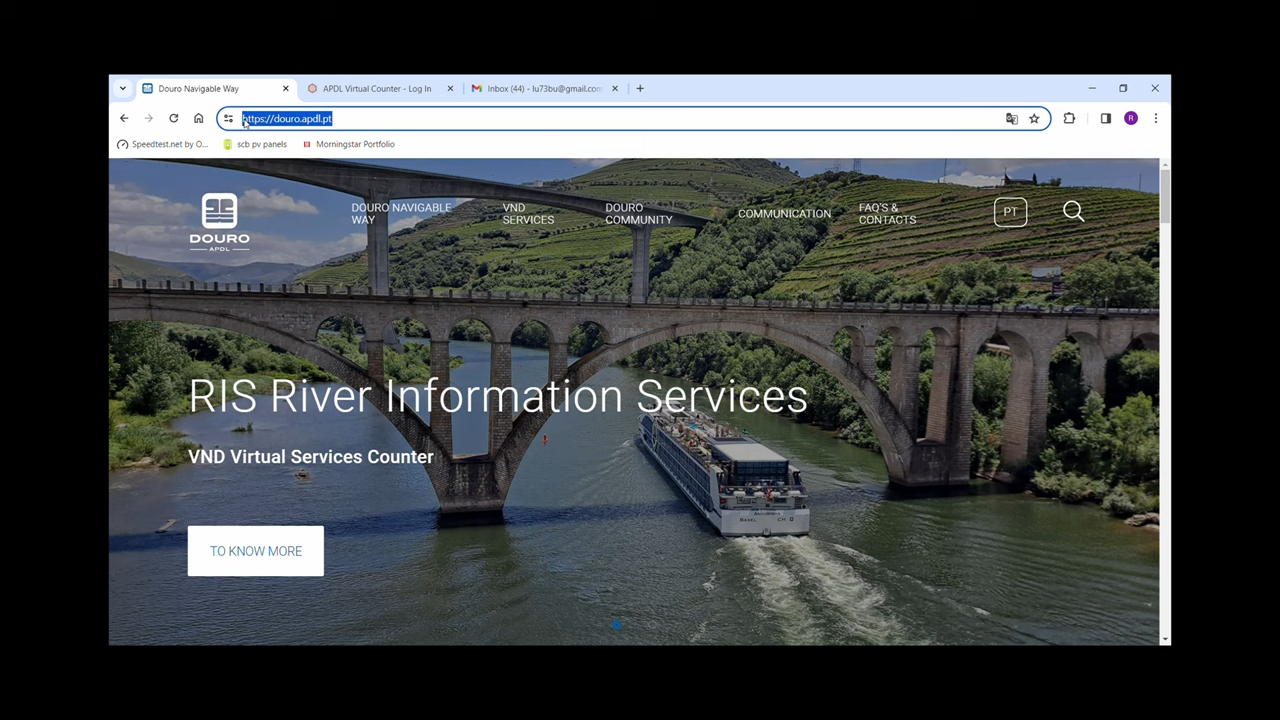 Douro Navigable Way
APDL Virtual Counter - Log In
Inbox (44) - lu73bu@gmail.com
https://douro.apdl.pt
R
Speedtest.net by O...
scb pv panels
Morningstar Portfolio
DOURO
APDL
DOURO NAVIGABLE
WAY
VND
SERVICES
DOURO
COMMUNITY
COMMUNICATION
FAQ'S &
CONTACTS
PT
RIS River Information Services
VND Virtual Services Counter
BASEL CH
TO KNOW MORE